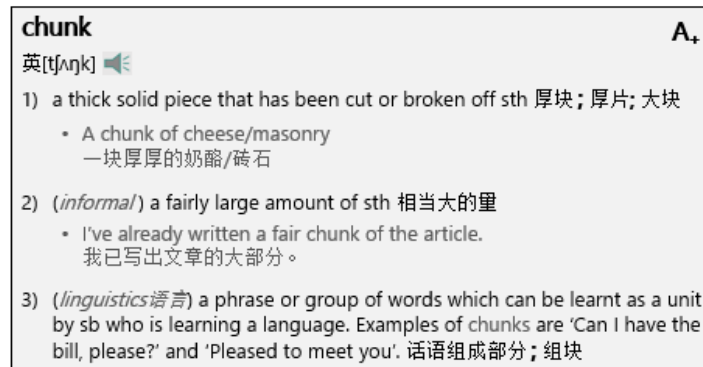 chunk A+
英[tʃʌŋk]
1) a thick solid piece that has been cut or broken off sth 厚块；厚片; 大块
• A chunk of cheese/masonry
一块厚厚的奶酪/砖石
2) (informal) a fairly large amount of sth 相当大的量
• I've already written a fair chunk of the article.
我已写出文章的大部分。
3) (linguistics语言) a phrase or group of words which can be learnt as a unit
by sb who is learning a language. Examples of chunks are 'Can I have the
bill, please?' and 'Pleased to meet you'. 话语组成部分；组块